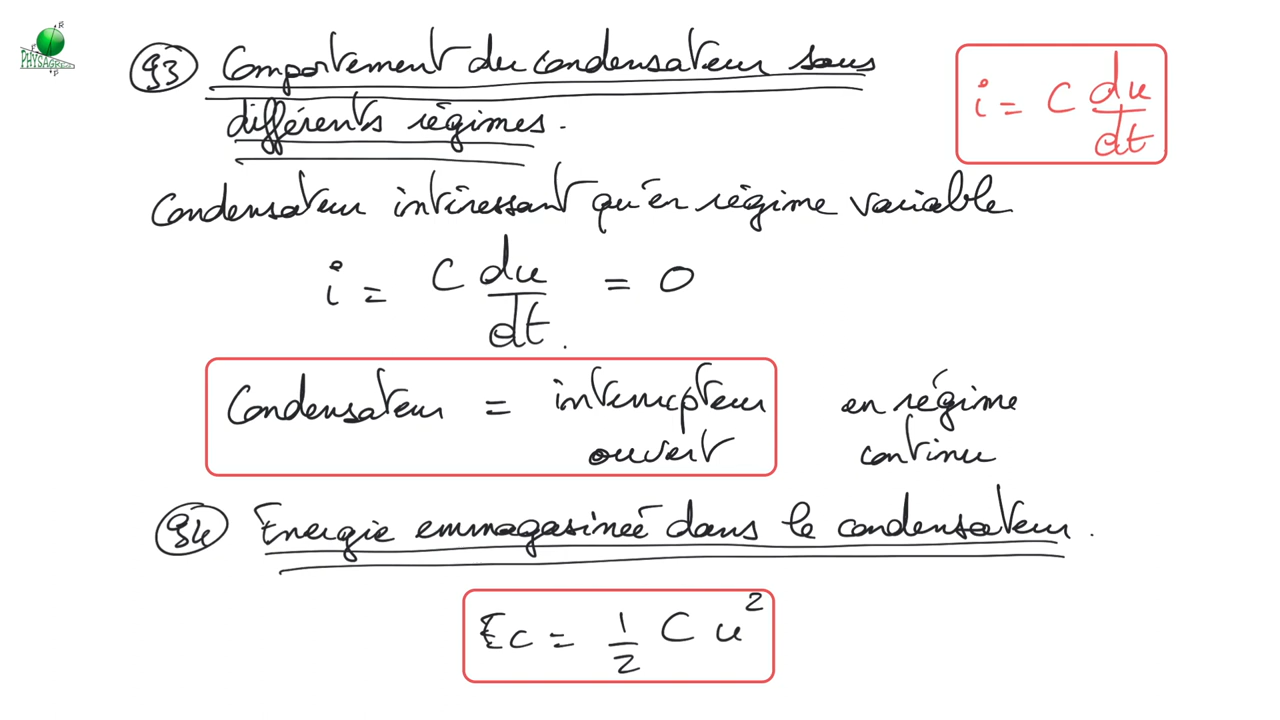 PHYSAGREG
93 Comportement du condensateur sous
différents régimes.
i = C du/dt
Condensateur intéressant qu'en régime variable
i = C du/dt = 0
Condensateur = interrupteur
ouvert
en régime
continu
94 Energie emmagasinée dans le condensateur.
Ec = 1/2 C u²